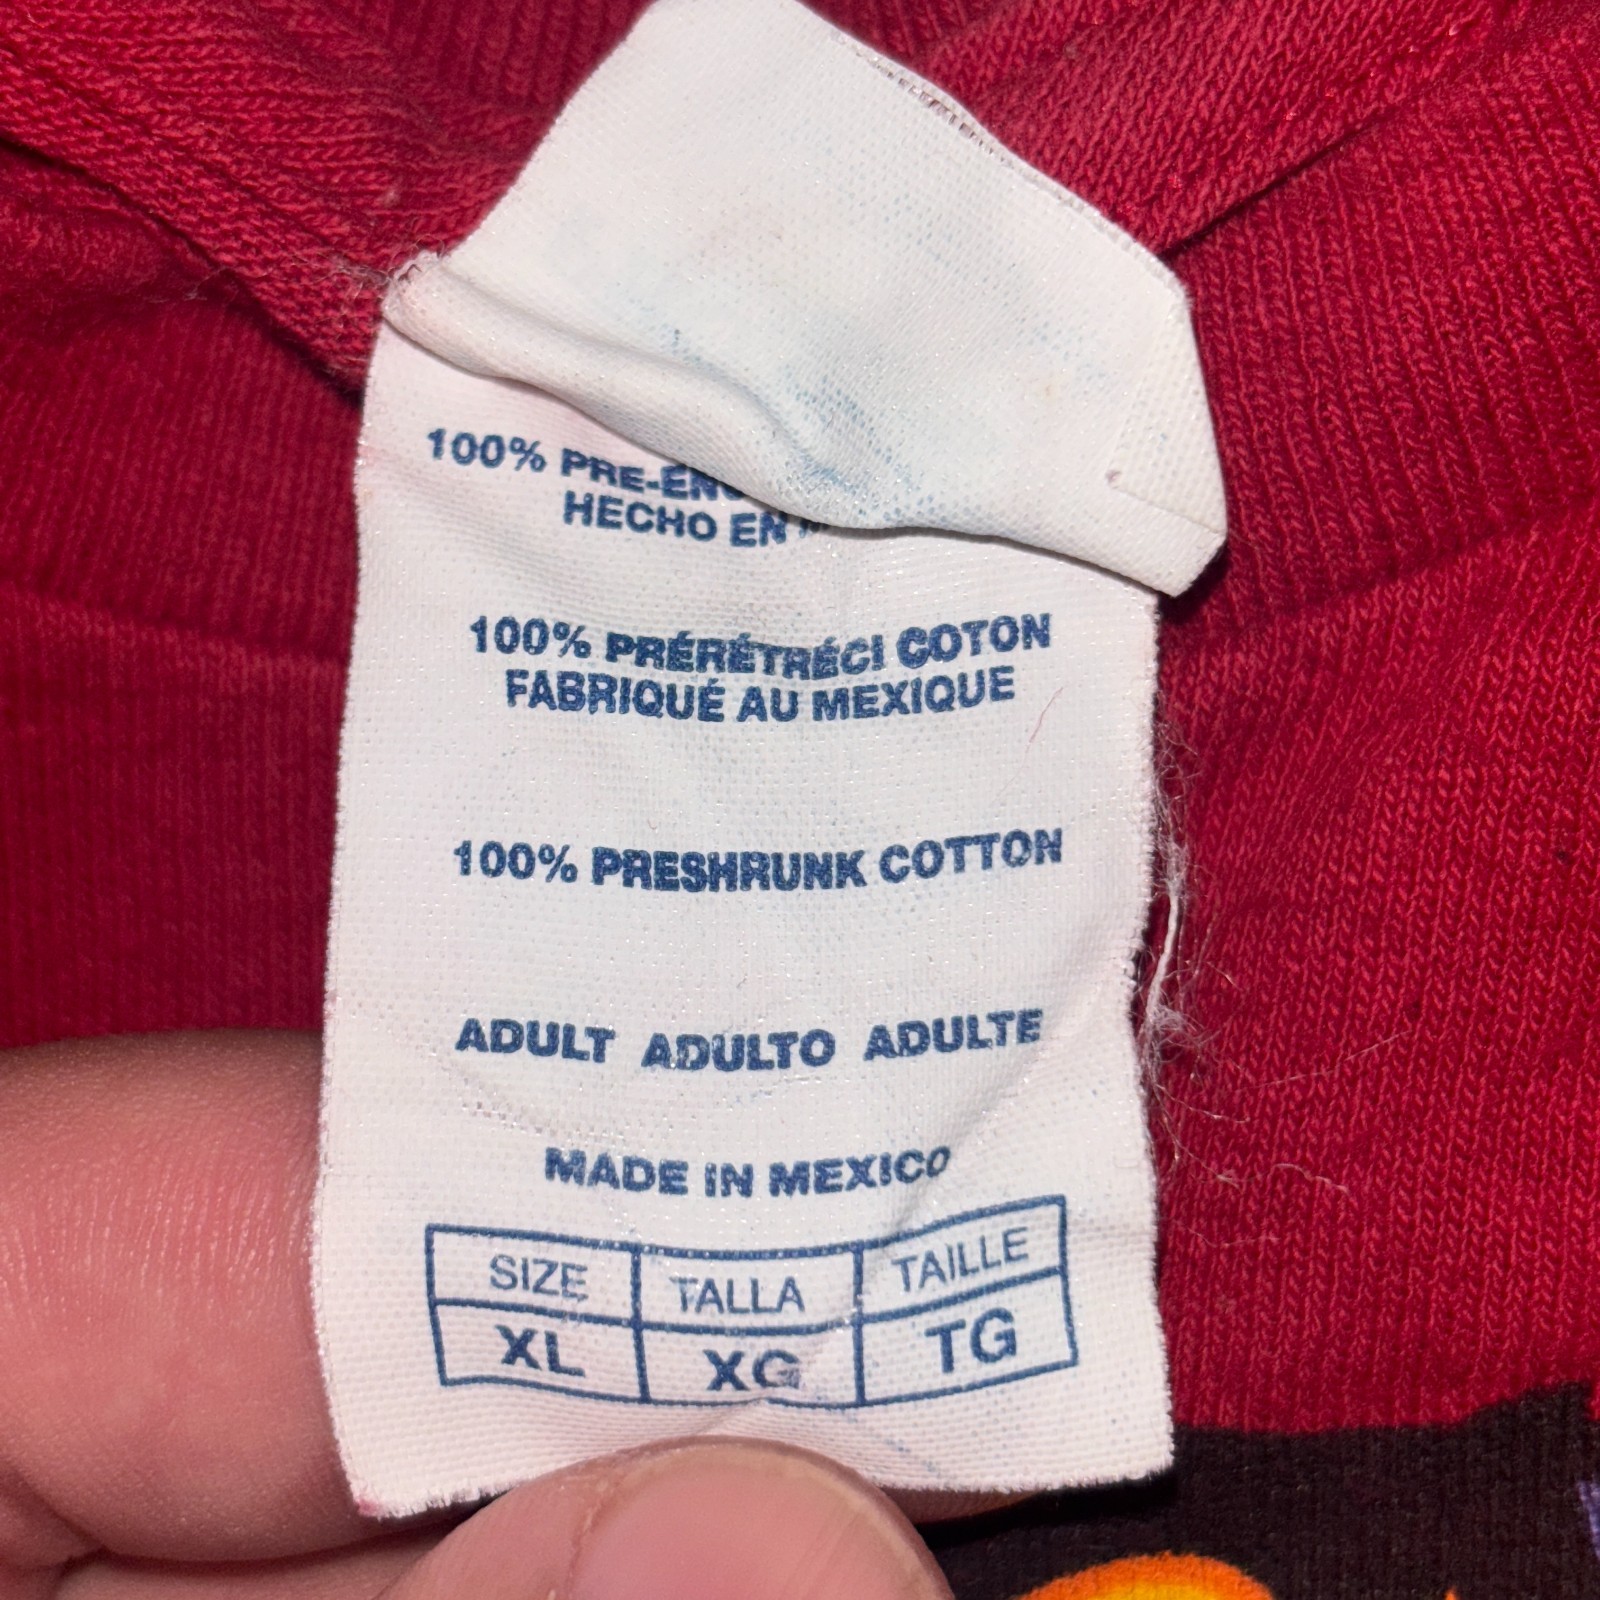 100% PRE-ENC
HECHO EN
100% PRÉRÉTRÉCI COTON
FABRIQUÉ AU MEXIQUE
100% PRESHRUNK COTTON
ADULT ADULTO ADULTE
MADE IN MEXICO
SIZE TALLA TAILLE
XL XG TG